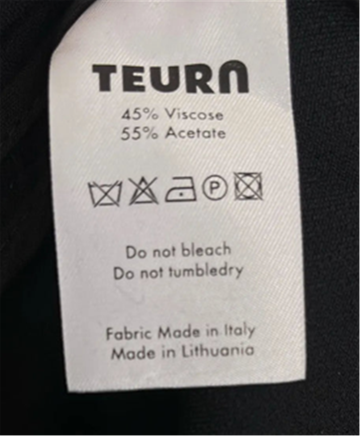 TEURN
45% Viscose
55% Acetate
P
Do not bleach
Do not tumbledry
Fabric Made in Italy
Made in Lithuania